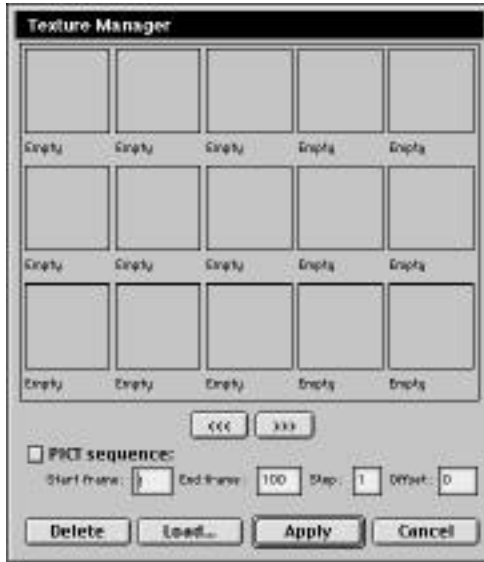 Texture Manager
Empty Empty Empty Empty Empty
Empty Empty Empty Empty Empty
Empty Empty Empty Empty Empty
<<< >>>
PICT sequence:
Start frame: End frame: 100 Step: 1 Offset: 0
Delete Load... Apply Cancel